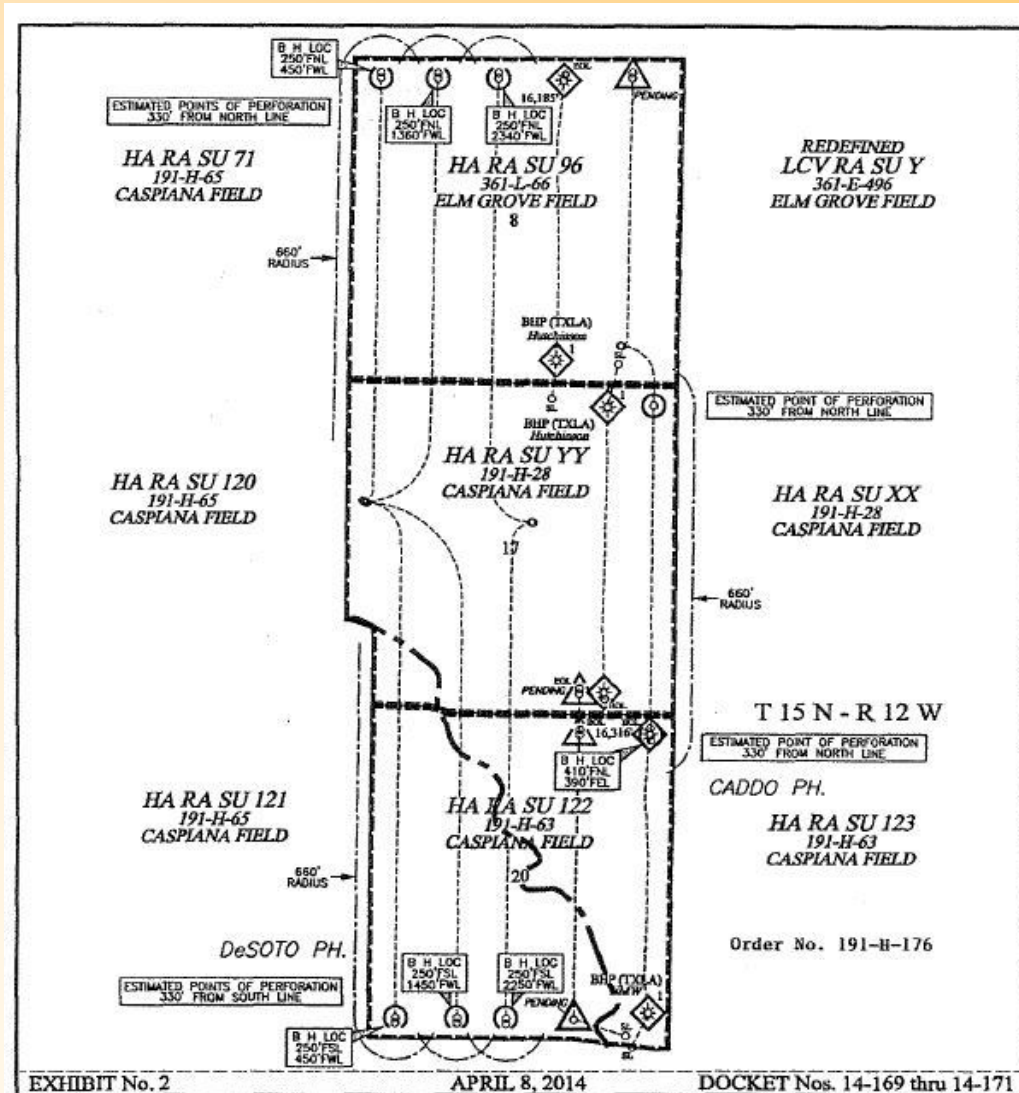 B H LOC
250'FNL
450'FWL
EOL
16,185'
PENDING
ESTIMATED POINTS OF PERFORATION
330' FROM NORTH LINE
B H LOC
250'FNL
1360'FWL
B H LOC
250'FNL
2340'FWL
HA RA SU 71
191-H-65
CASPIANA FIELD
HA RA SU 96
361-L-66
ELM GROVE FIELD
8
REDEFINED
LCV RA SU Y
361-E-496
ELM GROVE FIELD
660'
RADIUS
BHP (TXLA)
Hutchinson
1
SL
ESTIMATED POINT OF PERFORATION
330' FROM NORTH LINE
1
SL
BHP (TXLA)
Hutchinson
HA RA SU YY
191-H-28
CASPIANA FIELD
HA RA SU 120
191-H-65
CASPIANA FIELD
HA RA SU XX
191-H-28
CASPIANA FIELD
17
660'
RADIUS
EOL
PENDING
EOL
T 15 N - R 12 W
EOL
EOL
16,316'
ESTIMATED POINT OF PERFORATION
330' FROM NORTH LINE
B H LOC
410'FNL
390'FEL
CADDO PH.
HA RA SU 121
191-H-65
CASPIANA FIELD
HA RA SU 122
191-H-63
CASPIANA FIELD
HA RA SU 123
191-H-63
CASPIANA FIELD
660'
RADIUS
20
DeSOTO PH.
Order No. 191-H-176
B H LOC
250'FSL
1450'FWL
B H LOC
250'FSL
2250'FWL
BHP (TXLA)
1
ESTIMATED POINTS OF PERFORATION
330' FROM SOUTH LINE
PENDING
SL
SL
B H LOC
250'FSL
450'FWL
EXHIBIT No. 2
APRIL 8, 2014
DOCKET Nos. 14-169 thru 14-171